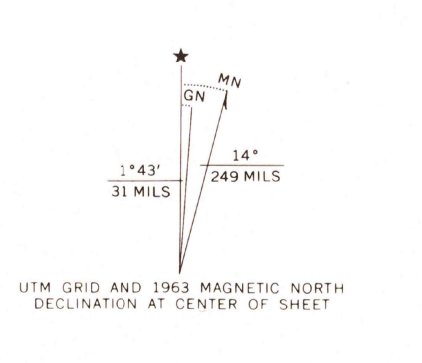 MN
GN
1°43'
31 MILS
14°
249 MILS
UTM GRID AND 1963 MAGNETIC NORTH
DECLINATION AT CENTER OF SHEET